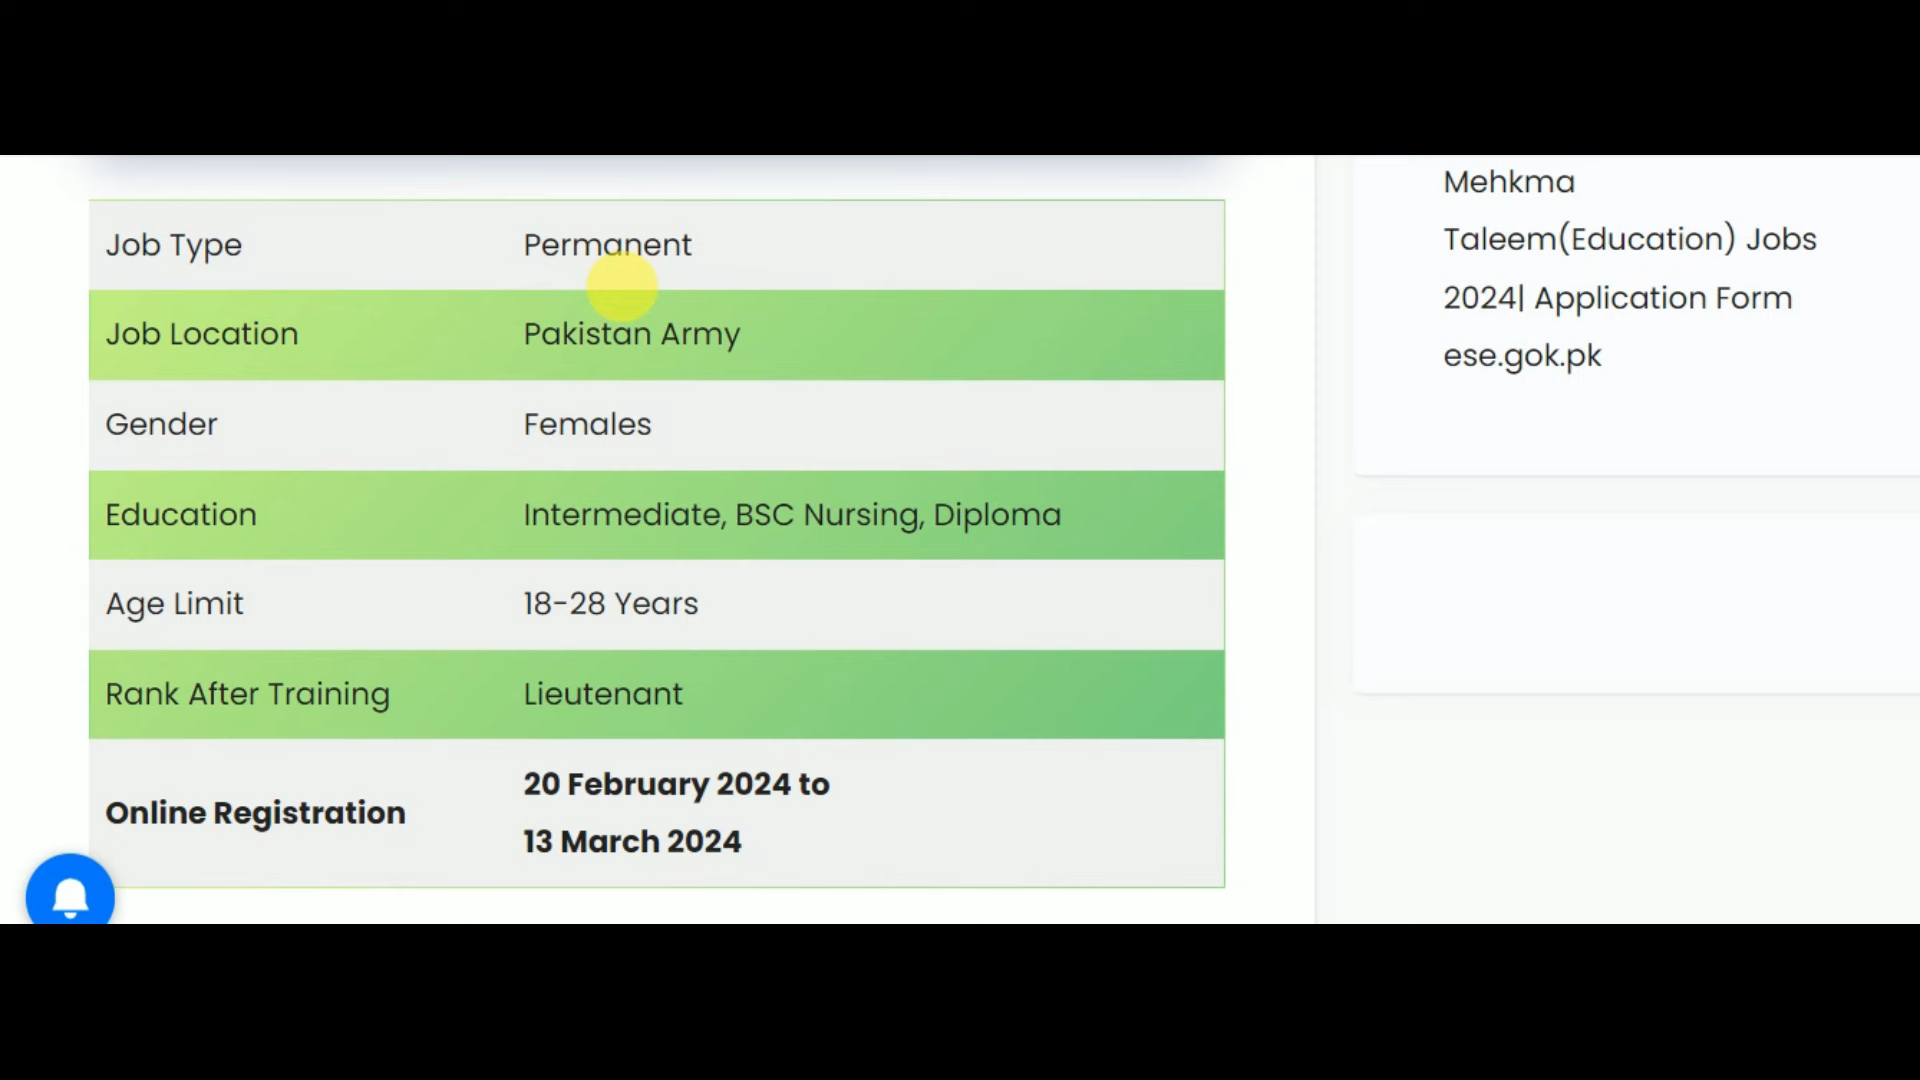 Job Type Permanent
Job Location Pakistan Army
Gender Females
Education Intermediate, BSC Nursing, Diploma
Age Limit 18-28 Years
Rank After Training Lieutenant
Online Registration 20 February 2024 to
13 March 2024
Mehkma
Taleem(Education) Jobs
2024| Application Form
ese.gok.pk